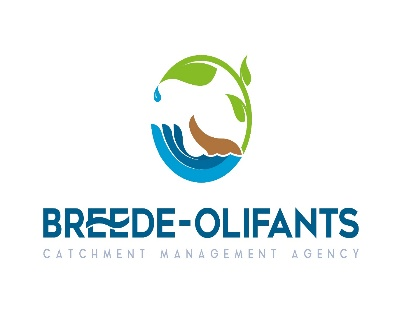 BREEDE-OLIFANTS
CATCHMENT MANAGEMENT AGENCY